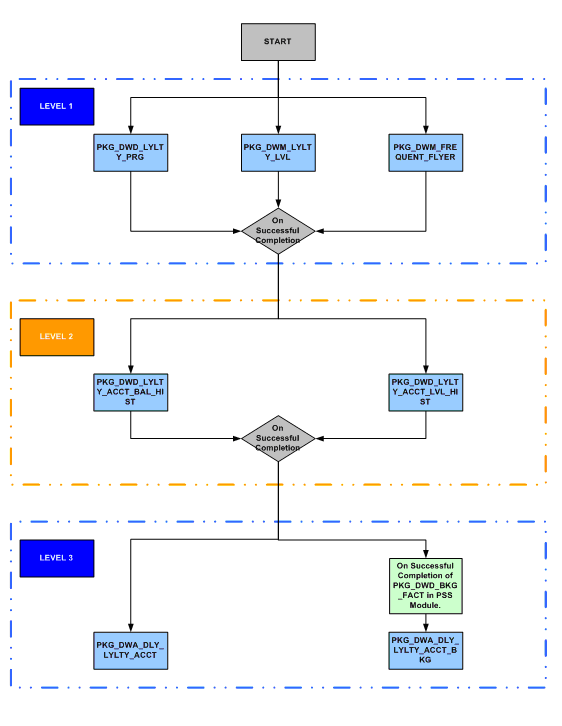 START
LEVEL 1
PKG_DWD_LYLT
Y_PRG
PKG_DWM_LYLT
Y_LVL
PKG_DWM_FRE
QUENT_FLYER
On
Successful
Completion
LEVEL 2
PKG_DWD_LYLT
Y_ACCT_BAL_HI
ST
PKG_DWD_LYLT
Y_ACCT_LVL_HI
ST
On
Successful
Completion
LEVEL 3
On Successful
Completion of
PKG_DWD_BKG
_FACT in PSS
Module.
PKG_DWA_DLY_
LYLTY_ACCT
PKG_DWA_DLY_
LYLTY_ACCT_B
KG